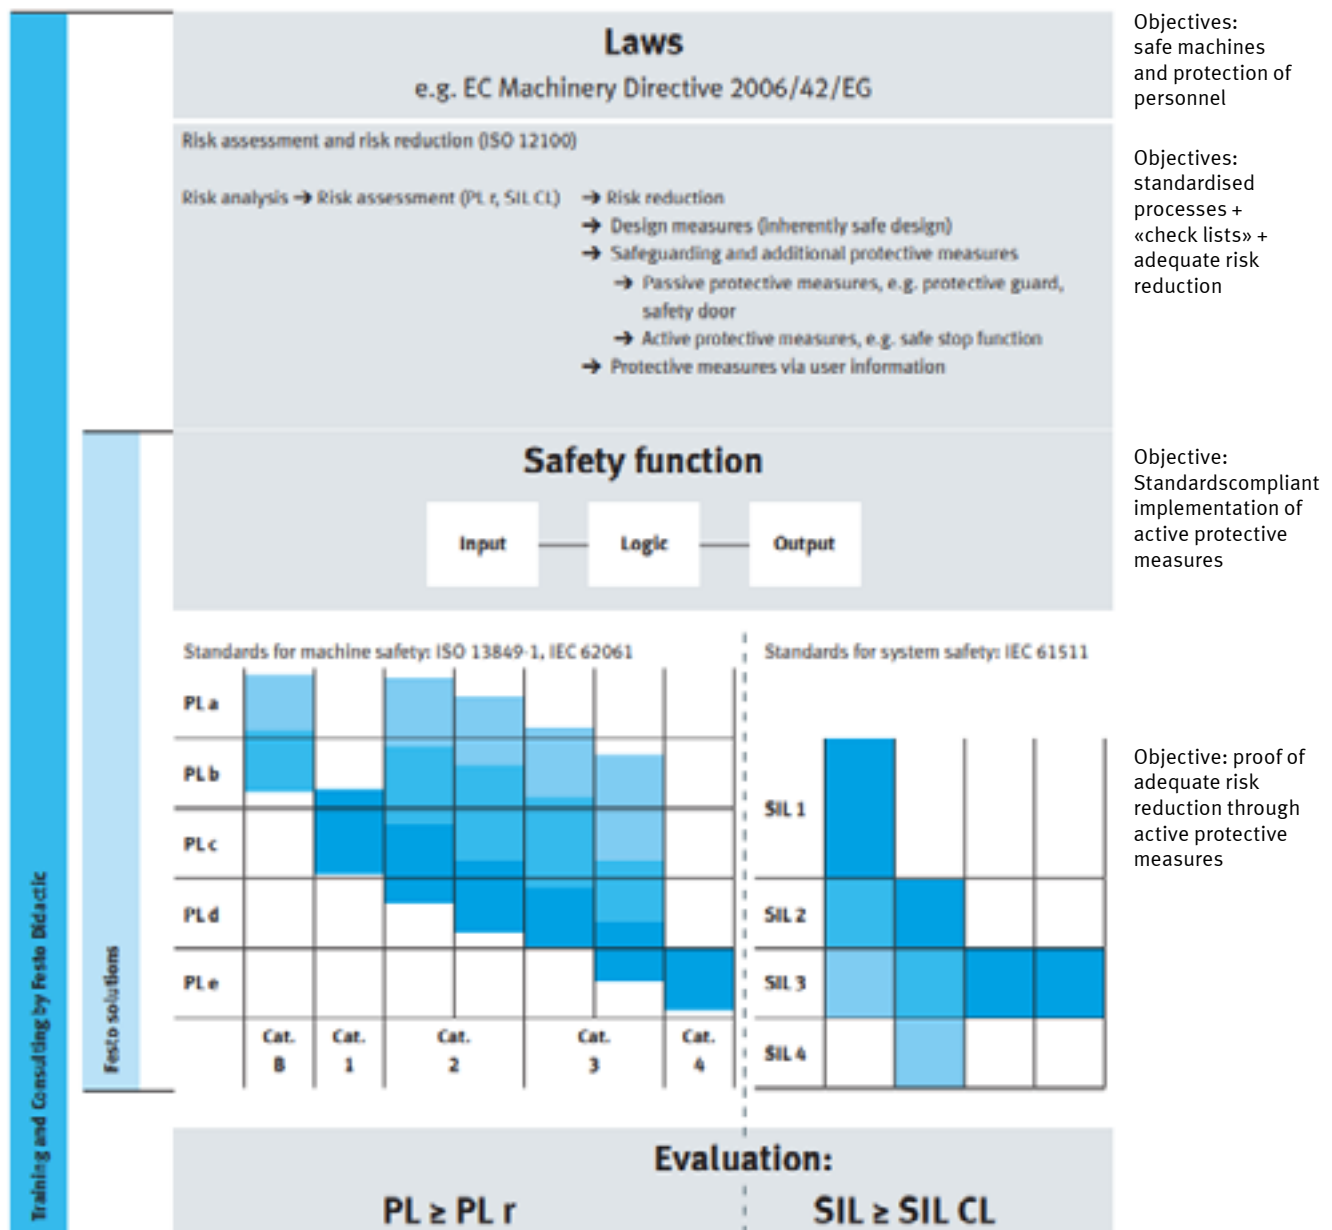 Laws
e.g. EC Machinery Directive 2006/42/EG
Objectives:
safe machines
and protection of
personnel
Risk assessment and risk reduction (ISO 12100)
Risk analysis → Risk assessment (PL r, SIL CL) → Risk reduction
→ Design measures (inherently safe design)
→ Safeguarding and additional protective measures
→ Passive protective measures, e.g. protective guard,
safety door
→ Active protective measures, e.g. safe stop function
→ Protective measures via user information
Objectives:
standardised
processes +
«check lists» +
adequate risk
reduction
Safety function
Input
Logic
Output
Objective:
Standardscompliant
implementation of
active protective
measures
Standards for machine safety: ISO 13849-1, IEC 62061
PL a
PL b
PL c
PL d
PL e
Cat.
B
Cat.
1
Cat.
2
Cat.
3
Cat.
4
Standards for system safety: IEC 61511
SIL 1
SIL 2
SIL 3
SIL 4
Objective: proof of
adequate risk
reduction through
active protective
measures
Training and Consulting by Festo Didactic
Festo solutions
Evaluation:
PL ≥ PL r
SIL ≥ SIL CL